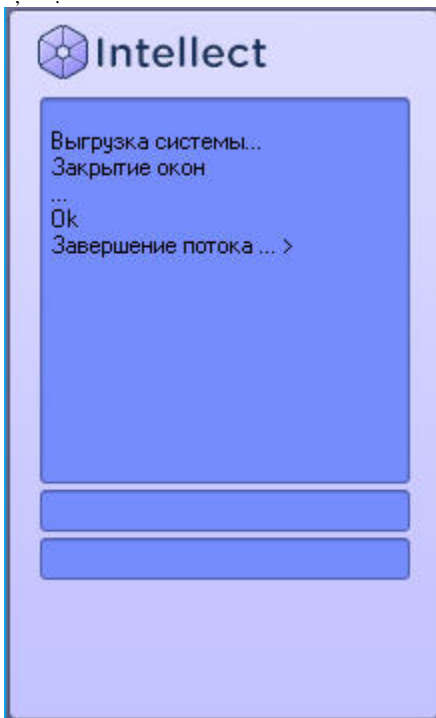 Intellect
Выгрузка системы...
Закрытие окон
...
Ok
Завершение потока ... >